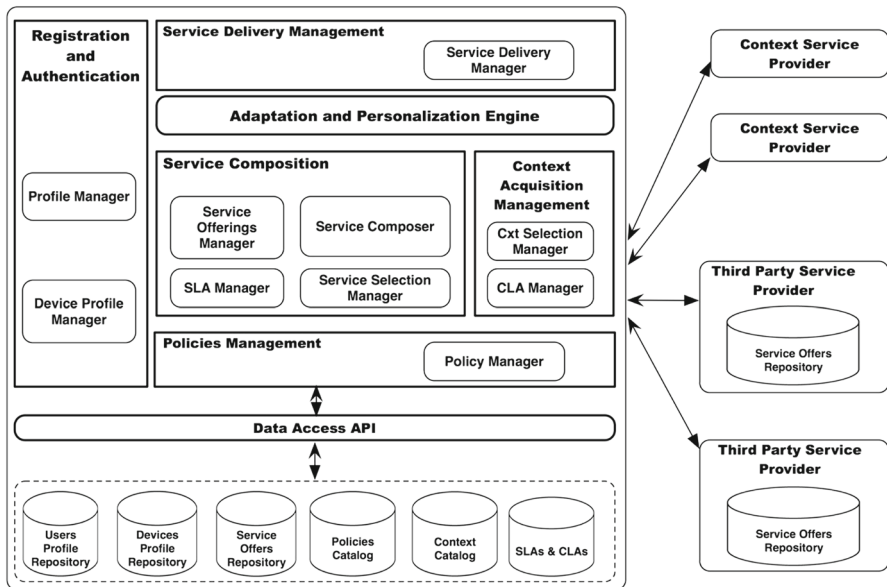 Registration
and
Authentication
Profile Manager
Device Profile
Manager
Service Delivery Management
Service Delivery
Manager
Adaptation and Personalization Engine
Service Composition
Service
Offerings
Manager
Service Composer
SLA Manager
Service Selection
Manager
Context
Acquisition
Management
Cxt Selection
Manager
CLA Manager
Policies Management
Policy Manager
Data Access API
Users
Profile
Repository
Devices
Profile
Repository
Service
Offers
Repository
Policies
Catalog
Context
Catalog
SLAs & CLAs
Context Service
Provider
Context Service
Provider
Third Party Service
Provider
Service Offers
Repository
Third Party Service
Provider
Service Offers
Repository